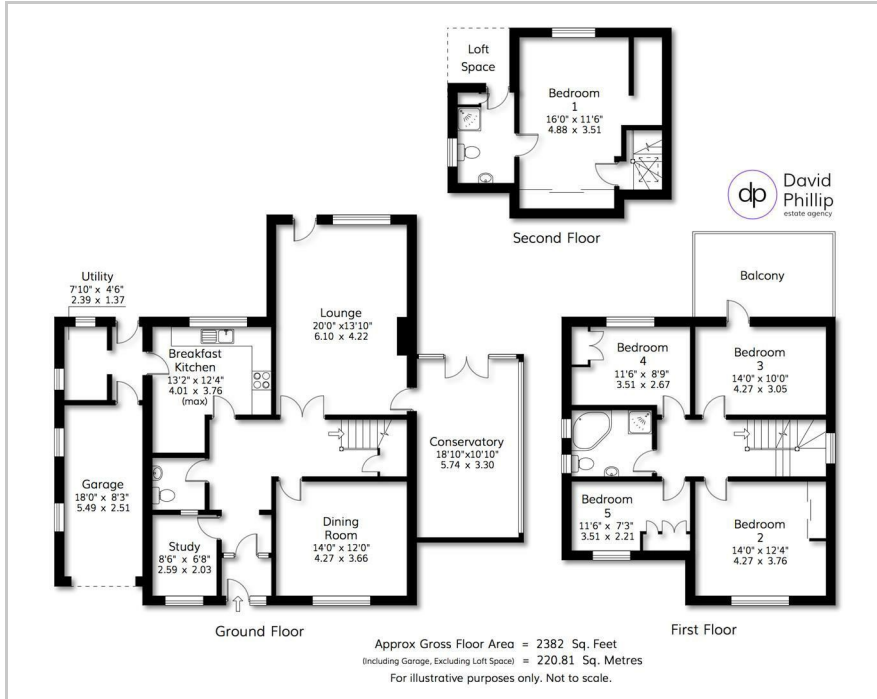 Loft
Space
Bedroom
1
16'0" x 11'6"
4.88 x 3.51
Second Floor
dp
David
Phillip
estate agency
Utility
7'10" x 4'6"
2.39 x 1.37
Lounge
20'0" x13'10"
6.10 x 4.22
Breakfast
Kitchen
13'2" x 12'4"
4.01 x 3.76
(max)
Conservatory
18'10"x10'10"
5.74 x 3.30
Garage
18'0" x 8'3"
5.49 x 2.51
Study
8'6" x 6'8"
2.59 x 2.03
Dining
Room
14'0" x 12'0"
4.27 x 3.66
Ground Floor
Balcony
Bedroom
4
11'6" x 8'9"
3.51 x 2.67
Bedroom
3
14'0" x 10'0"
4.27 x 3.05
Bedroom
5
11'6" x 7'3"
3.51 x 2.21
Bedroom
2
14'0" x 12'4"
4.27 x 3.76
First Floor
Approx Gross Floor Area = 2382 Sq. Feet
(Including Garage, Excluding Loft Space) = 220.81 Sq. Metres
For illustrative purposes only. Not to scale.